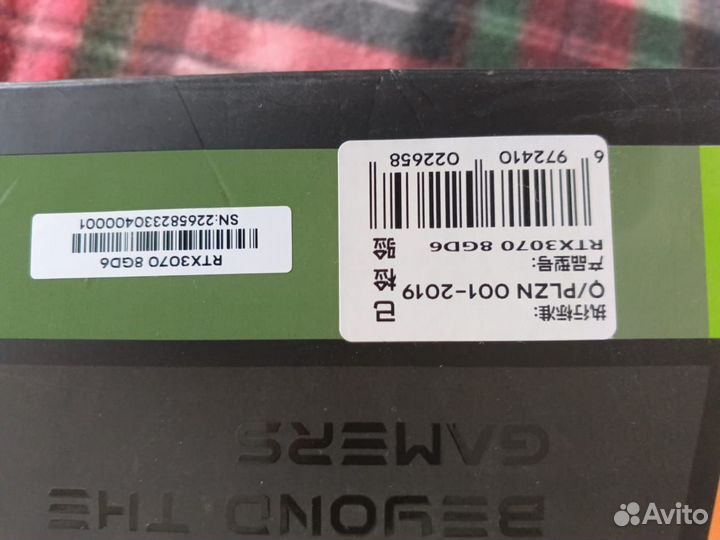 BEYOND THE
GAMERS
执行标准:
Q/PLZN 001-2019
产品型号:
RTX3070 8GD6
已检验
6 972410 022658
RTX3070 8GD6
SN:226582330400001
Avito